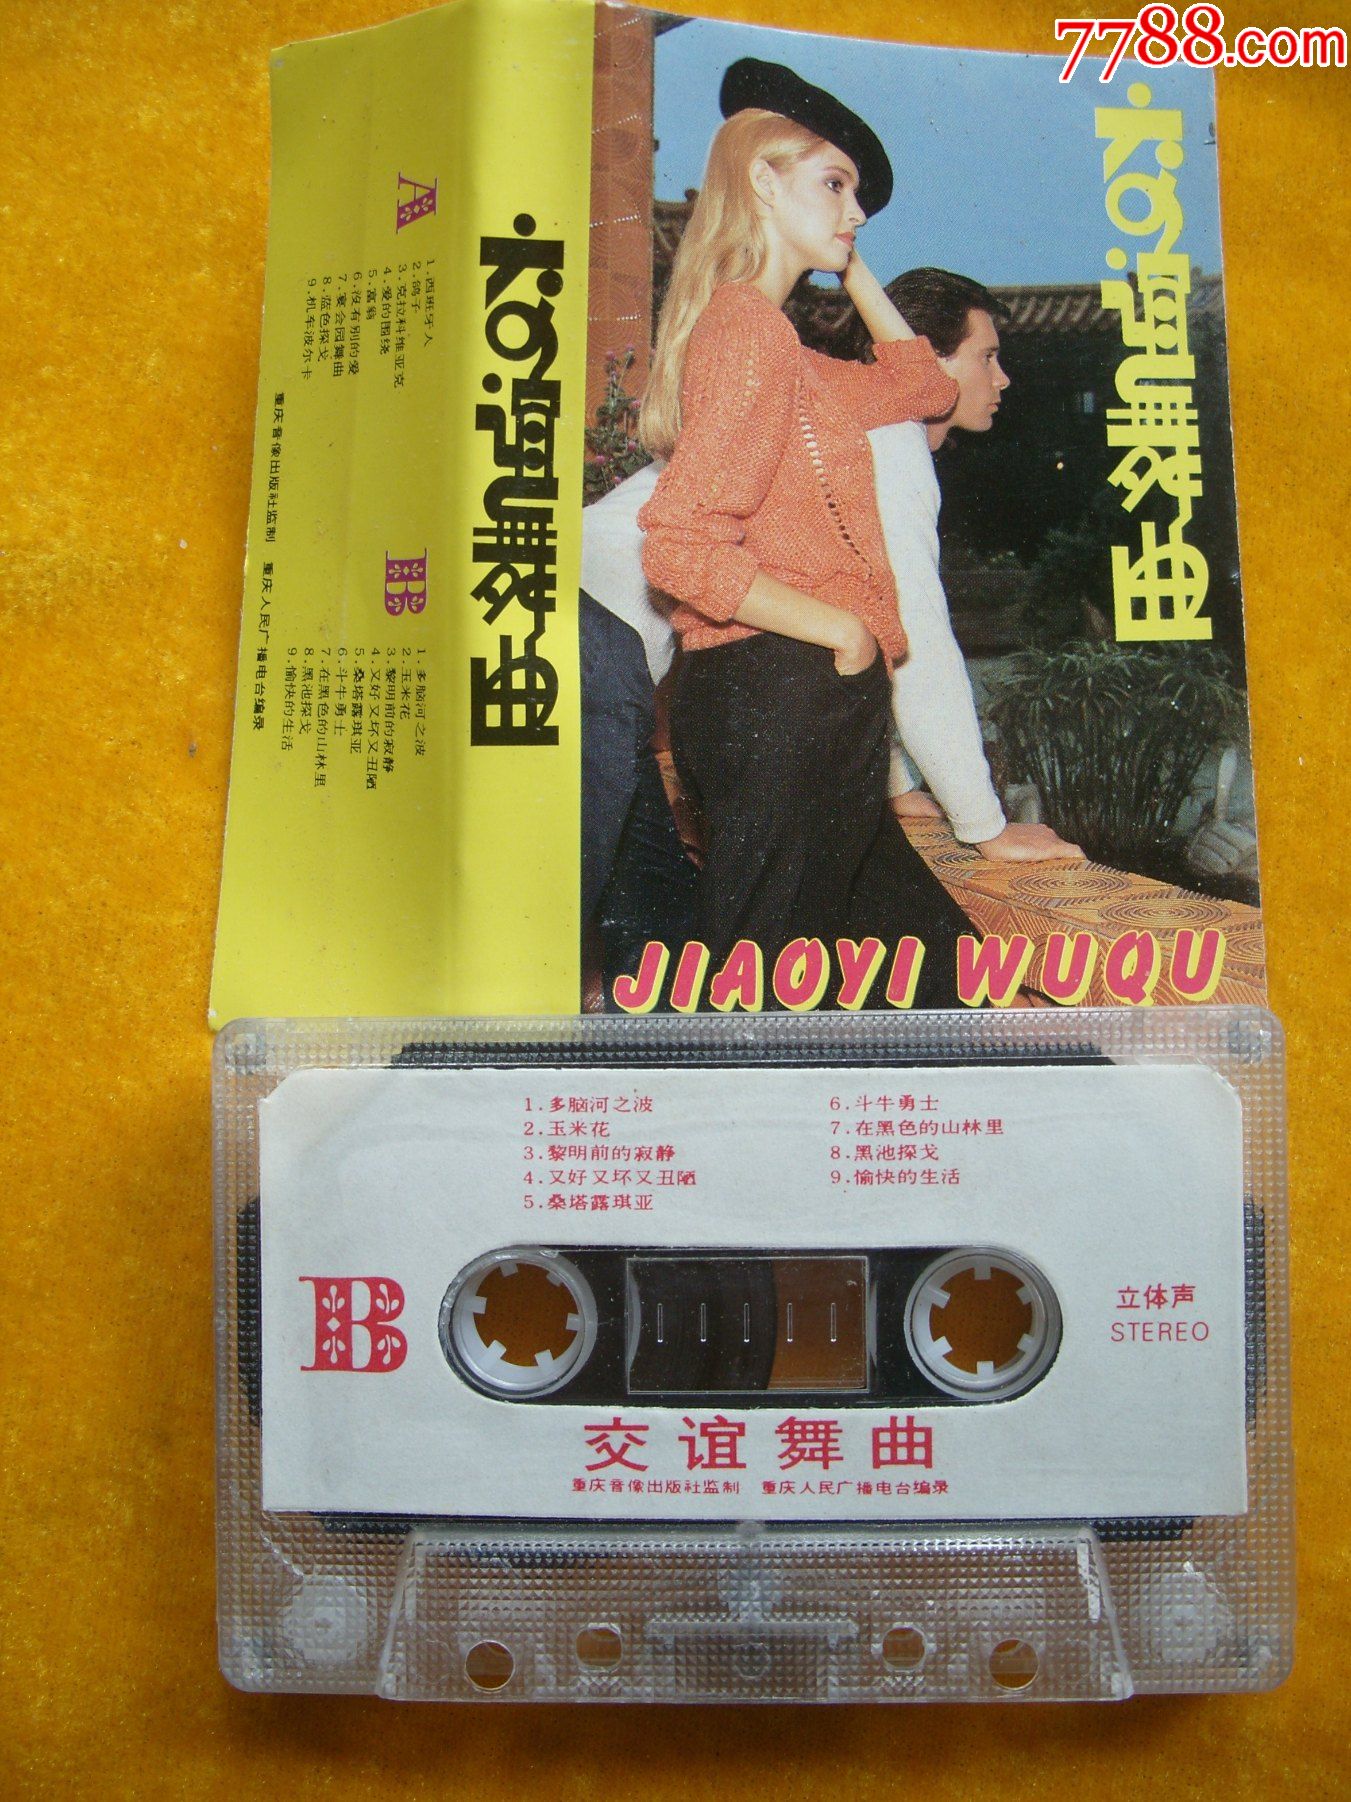 7788.com
交谊舞曲
JIAOYI WUQU
交谊舞曲
A
1.西班牙人
2.鸽子
3.克拉科维亚克
4.爱的围绕
5.富翁
6.没有别的爱
7.宴会园舞曲
8.蓝色探戈
9.机车波尔卡
B
1.多脑河之波
2.玉米花
3.黎明前的寂静
4.又好又坏又丑陋
5.桑塔露琪亚
6.斗牛勇士
7.在黑色的山林里
8.黑池探戈
9.愉快的生活
重庆音像出版社监制 重庆人民广播电台编录
1.多脑河之波
2.玉米花
3.黎明前的寂静
4.又好又坏又丑陋
5.桑塔露琪亚
6.斗牛勇士
7.在黑色的山林里
8.黑池探戈
9.愉快的生活
B
立体声
STEREO
交谊舞曲
重庆音像出版社监制 重庆人民广播电台编录